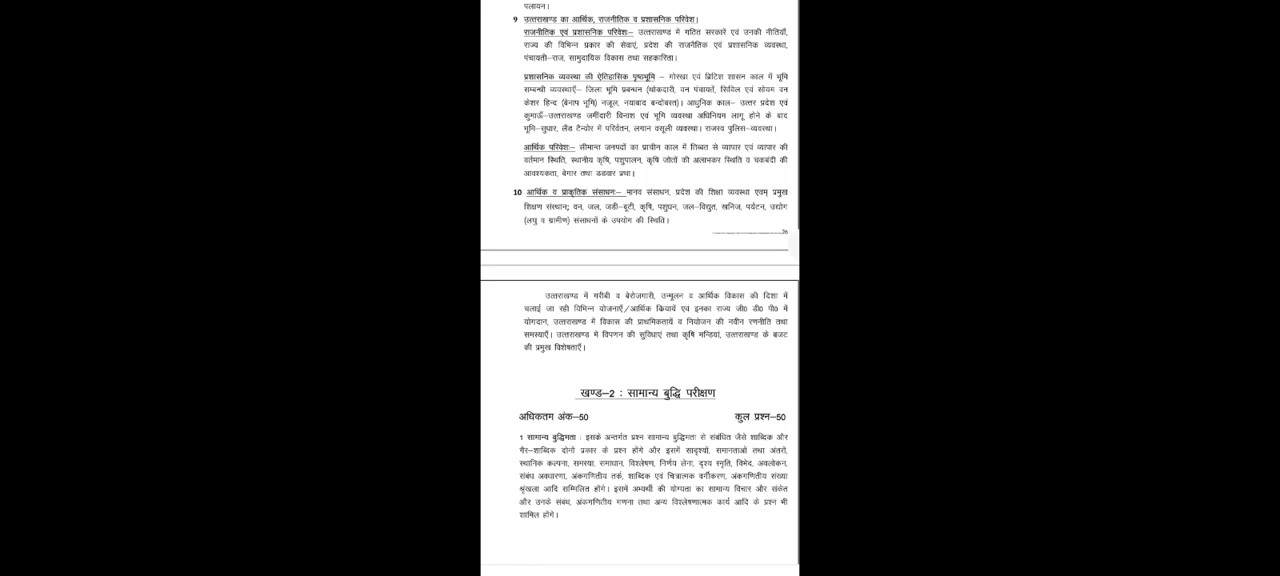 पलायन।
9 उत्तराखण्ड का आर्थिक, राजनीतिक व प्रशासनिक परिवेश।
राजनीतिक एवं प्रशासनिक परिवेशः– उत्तराखण्ड में गठित सरकारें एवं उनकी नीतियॉं,
राज्य की विभिन्न प्रकार की सेवाएं, प्रदेश की राजनैतिक एवं प्रशासनिक व्यवस्था,
पंचायती–राज, सामुदायिक विकास तथा सहकारिता।
प्रशासनिक व्यवस्था की ऐतिहासिक पृष्ठभूमि – गोरखा एवं ब्रिटिश शासन काल में भूमि
सम्बन्धी व्यवस्थाएँ– जिला भूमि प्रबन्धन (थोकदारी, वन पंचायतें, सिविल एवं सोयम वन
केशर हिन्द (बेनाप भूमि) नजूल, नयाबाद बन्दोबस्त)। आधुनिक काल– उत्तर प्रदेश एवं
कुमाऊँ–उत्तराखण्ड जमींदारी विनाश एवं भूमि व्यवस्था अधिनियम लागू होने के बाद
भूमि–सुधार, लैंड टैन्योर में परिर्वतन, लगान वसूली व्यवस्था। राजस्व पुलिस–व्यवस्था।
आर्थिक परिवेशः– सीमान्त जनपदों का प्राचीन काल में तिब्बत से व्यापार एवं व्यापार की
वर्तमान स्थिति, स्थानीय कृषि, पशुपालन, कृषि जोतों की अलाभकर स्थिति व चकबंदी की
आवश्यकता, बेगार तथा डडवार प्रथा।
10 आर्थिक व प्राकृतिक संसाधनः– मानव संसाधन, प्रदेश की शिक्षा व्यवस्था एवम् प्रमुख
शिक्षण संस्थान; वन, जल, जडी–बूटी, कृषि, पशुधन, जल–विद्युत, खनिज, पर्यटन, उद्योग
(लघु व ग्रामीण) संसाधनों के उपयोग की स्थिति।
26
उत्तराखण्ड में गरीबी व बेरोजगारी, उन्मूलन व आर्थिक विकास की दिशा में
चलाई जा रही विभिन्न योजनाएँ/आर्थिक क्रियायें एवं इनका राज्य जी0 डी0 पी0 में
योगदान, उत्तराखण्ड में विकास की प्राथमिकतायें व नियोजन की नवीन रणनीति तथा
समस्याएँ। उत्तराखण्ड में विपणन की सुविधाएं तथा कृषि मन्डियां, उत्तराखण्ड के बजट
की प्रमुख विशेषताएँ।
खण्ड–2 : सामान्य बुद्धि परीक्षण
अधिकतम अंक–50 कुल प्रश्न–50
1 सामान्य बुद्धिमता : इसके अन्तर्गत प्रश्न सामान्य बुद्धिमता से संबंधित जैसे शाब्दिक और
गैर–शाब्दिक दोनों प्रकार के प्रश्न होंगे और इसमें सादृश्यों, समानताओं तथा अंतरों,
स्थानिक कल्पना, समस्या, समाधान, विश्लेषण, निर्णय लेना, दृश्य स्मृति, विभेद, अवलोकन,
संबंध अवधारणा, अंकगणितीय तर्क, शाब्दिक एवं चित्रात्मक वर्गीकरण, अंकगणितीय संख्या
श्रृंखला आदि सम्मिलित होंगे। इसमें अभ्यर्थी की योग्यता का सामान्य विचार और संकेत
और उनके संबंध, अंकगणितीय गणना तथा अन्य विश्लेषणात्मक कार्य आदि के प्रश्न भी
शामिल होंगे।